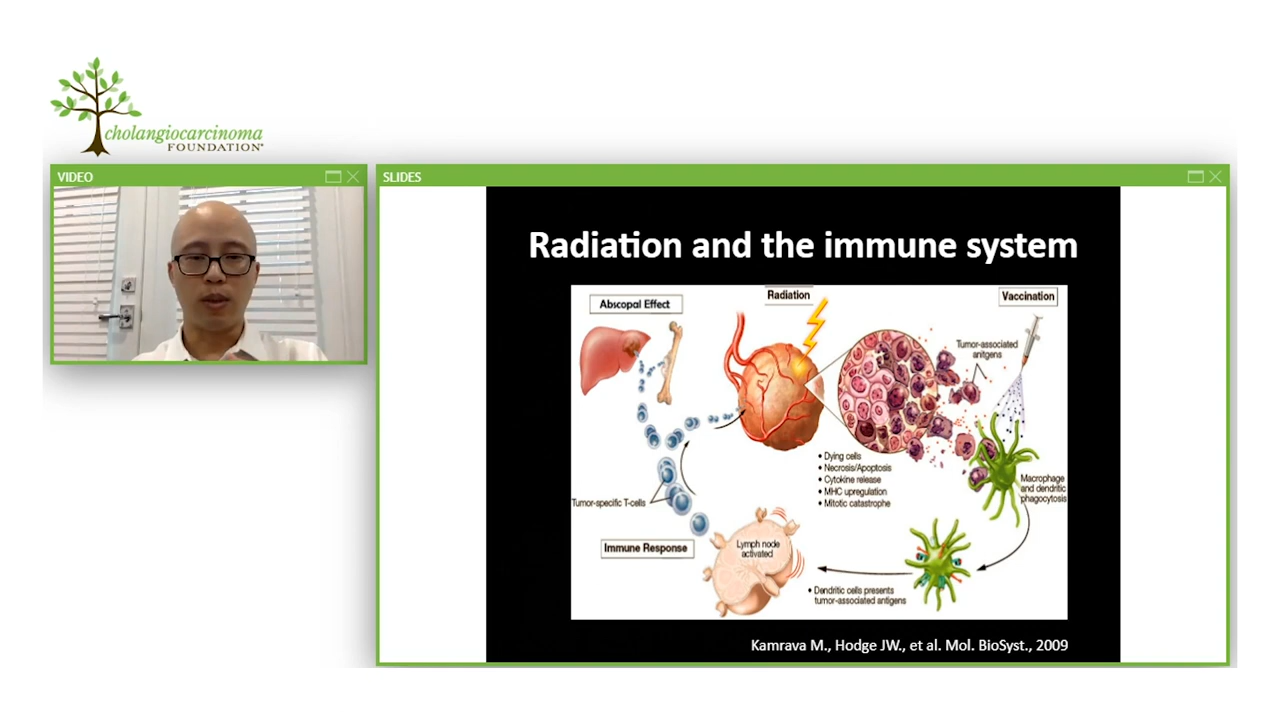 cholangiocarcinoma
FOUNDATION®
VIDEO
SLIDES
Radiation and the immune system
Abscopal Effect
Radiation
Vaccination
Tumor-associated
anitgens
• Dying cells
• Necrosis/Apoptosis
• Cytokine release
• MHC upregulation
• Mitotic catastrophe
Macrophage
and dendritic
phagocytosis
Tumor-specific T-cells
Immune Response
Lymph node
activated
• Dendritic cells presents
tumor-associated antigens
Kamrava M., Hodge JW., et al. Mol. BioSyst., 2009